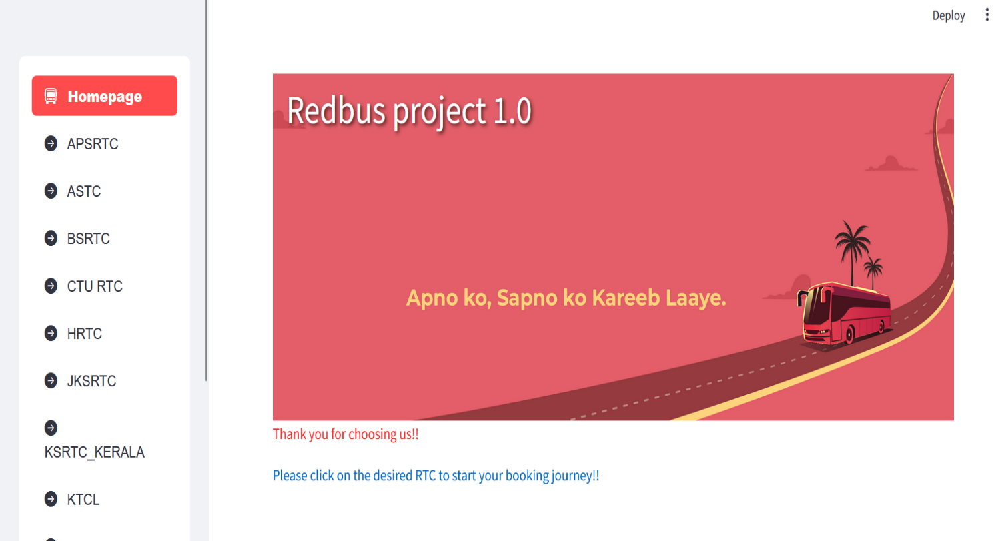 Deploy
Homepage
APSRTC
ASTC
BSRTC
CTU RTC
HRTC
JKSRTC
KSRTC_KERALA
KTCL
Redbus project 1.0
Apno ko, Sapno ko Kareeb Laaye.
Thank you for choosing us!!
Please click on the desired RTC to start your booking journey!!